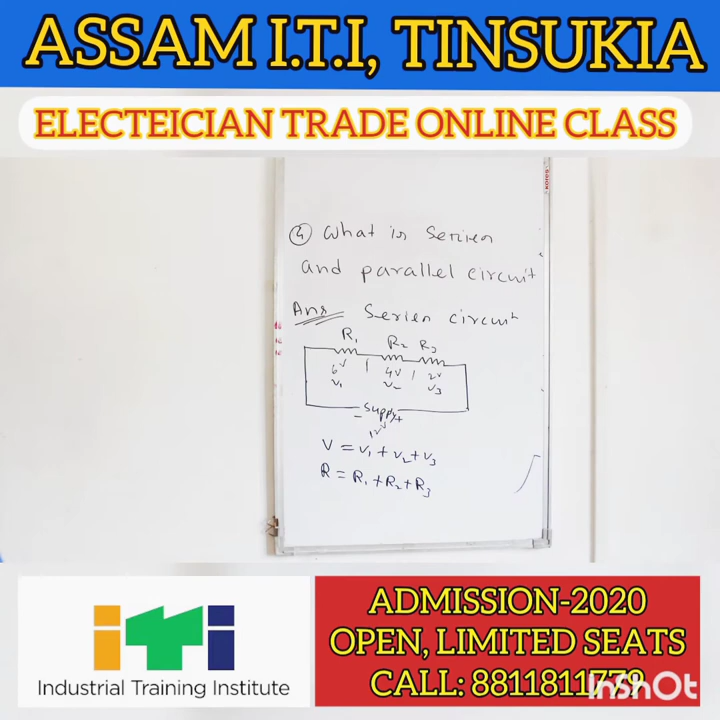 ASSAM I.T.I, TINSUKIA
ELECTEICIAN TRADE ONLINE CLASS
④ What is Series
and parallel circuit
Ans Series circuit
R₁ R₂ R₃
6V 4V 2V
V₁ V₂ V₃
- Supply +
12V
V = V₁ + V₂ + V₃
R = R₁ + R₂ + R₃
iTi
Industrial Training Institute
ADMISSION-2020
OPEN, LIMITED SEATS
CALL: 8811811779
InShOt